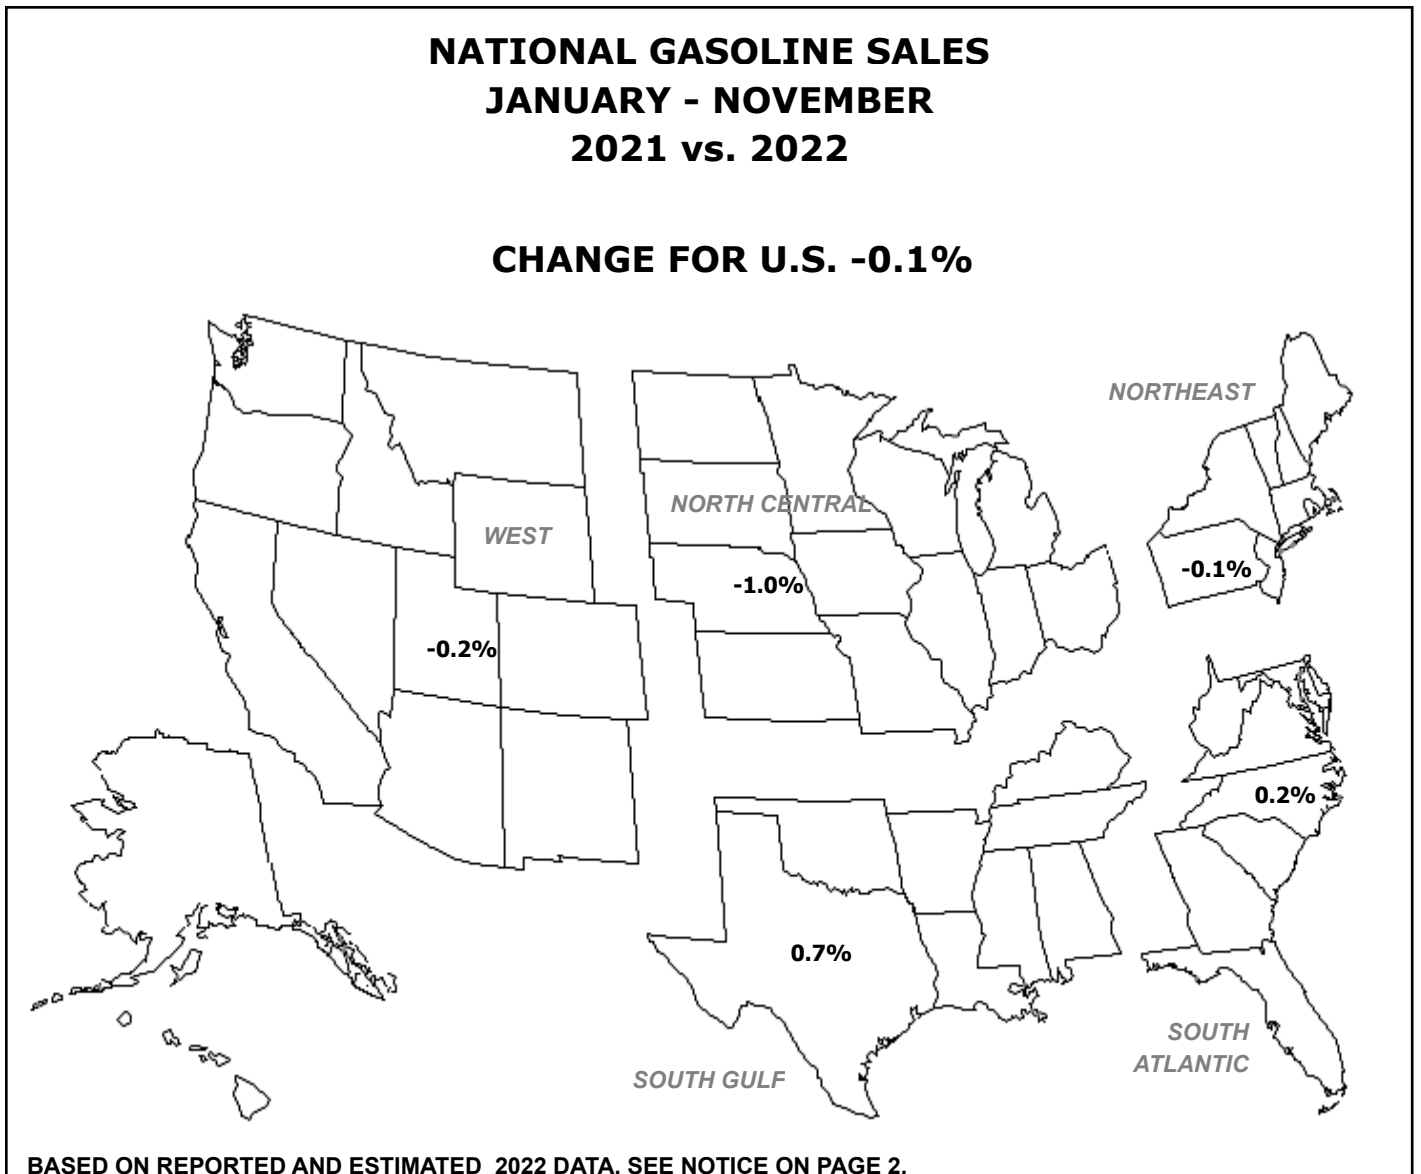 NATIONAL GASOLINE SALES
JANUARY - NOVEMBER
2021 vs. 2022
CHANGE FOR U.S. -0.1%
NORTHEAST
NORTH CENTRAL
WEST
-0.1%
-1.0%
-0.2%
0.2%
0.7%
SOUTH
ATLANTIC
SOUTH GULF
BASED ON REPORTED AND ESTIMATED  2022 DATA. SEE NOTICE ON PAGE 2.